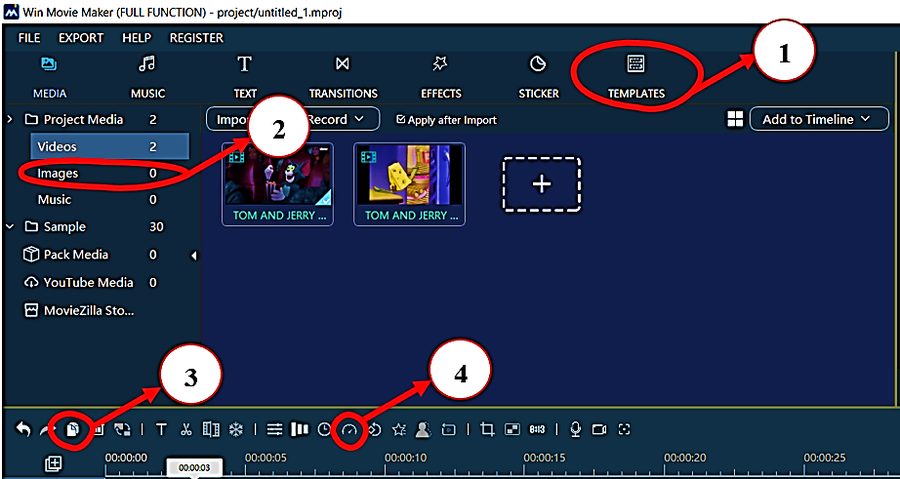 Win Movie Maker (FULL FUNCTION) - project/untitled_1.mproj
FILE EXPORT HELP REGISTER
MEDIA MUSIC TEXT TRANSITIONS EFFECTS STICKER TEMPLATES
1
Project Media 2
Record Apply after Import Add to Timeline
2
Videos 2
Images 0
Music 0
Sample 30
Pack Media 0
YouTube Media 0
MovieZilla Sto...
TOM AND JERRY ... TOM AND JERRY ...
+
3
4
00:00:00 00:00:05 00:00:10 00:00:15 00:00:20 00:00:25
00:00:03